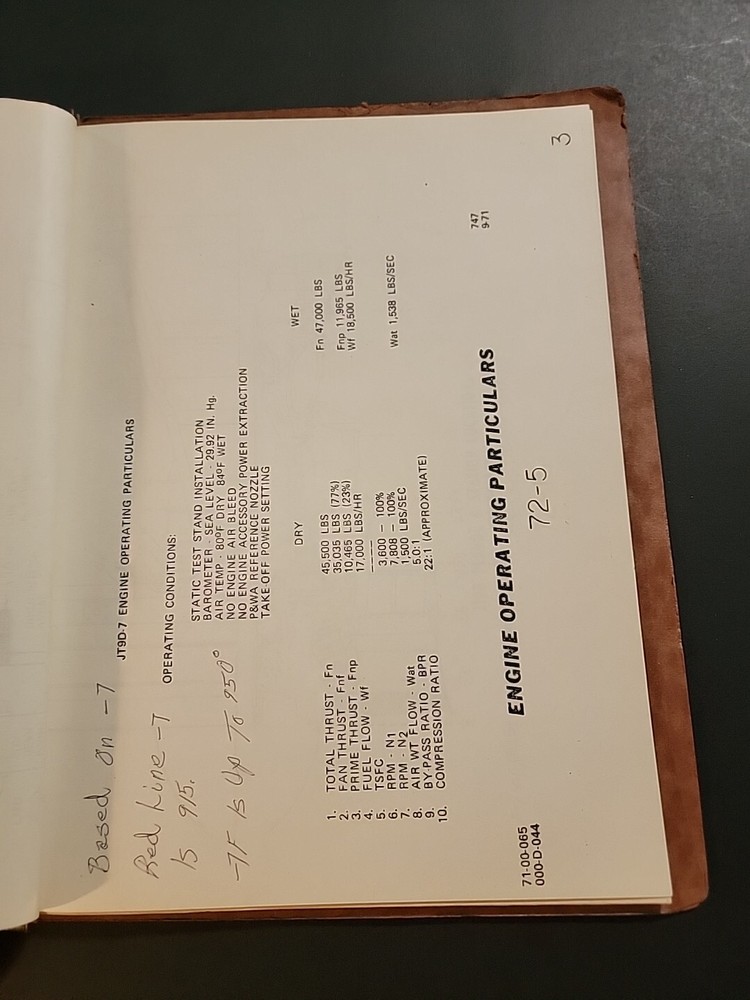 Based on -7
JT9D-7 ENGINE OPERATING PARTICULARS
Red Line -7
Is 915.
-7F Is Up To 950°
OPERATING CONDITIONS:
STATIC TEST STAND INSTALLATION
BAROMETER - SEA LEVEL - 29.92 IN. Hg.
AIR TEMP - 80ºF DRY 84ºF WET
NO ENGINE AIR BLEED
NO ENGINE ACCESSORY POWER EXTRACTION
P&WA REFERENCE NOZZLE
TAKE-OFF POWER SETTING
DRY WET
1. TOTAL THRUST - Fn 45,500 LBS Fn 47,000 LBS
2. FAN THRUST - Fnf 35,035 LBS (77%)
3. PRIME THRUST - Fnp 10,465 LBS (23%) Fnp 11,965 LBS
4. FUEL FLOW - Wf 17,000 LBS/HR Wf 18,500 LBS/HR
5. TSFC -----
6. RPM - N1 3,600 — 100%
7. RPM - N2 7,808 — 100%
8. AIR WT FLOW - Wat 1,500 LBS/SEC Wat 1,538 LBS/SEC
9. BY-PASS RATIO - BPR 5.0:1
10. COMPRESSION RATIO 22:1 (APPROXIMATE)
747
9-71
ENGINE OPERATING PARTICULARS
71-00-065
000-D-044
72-5
3